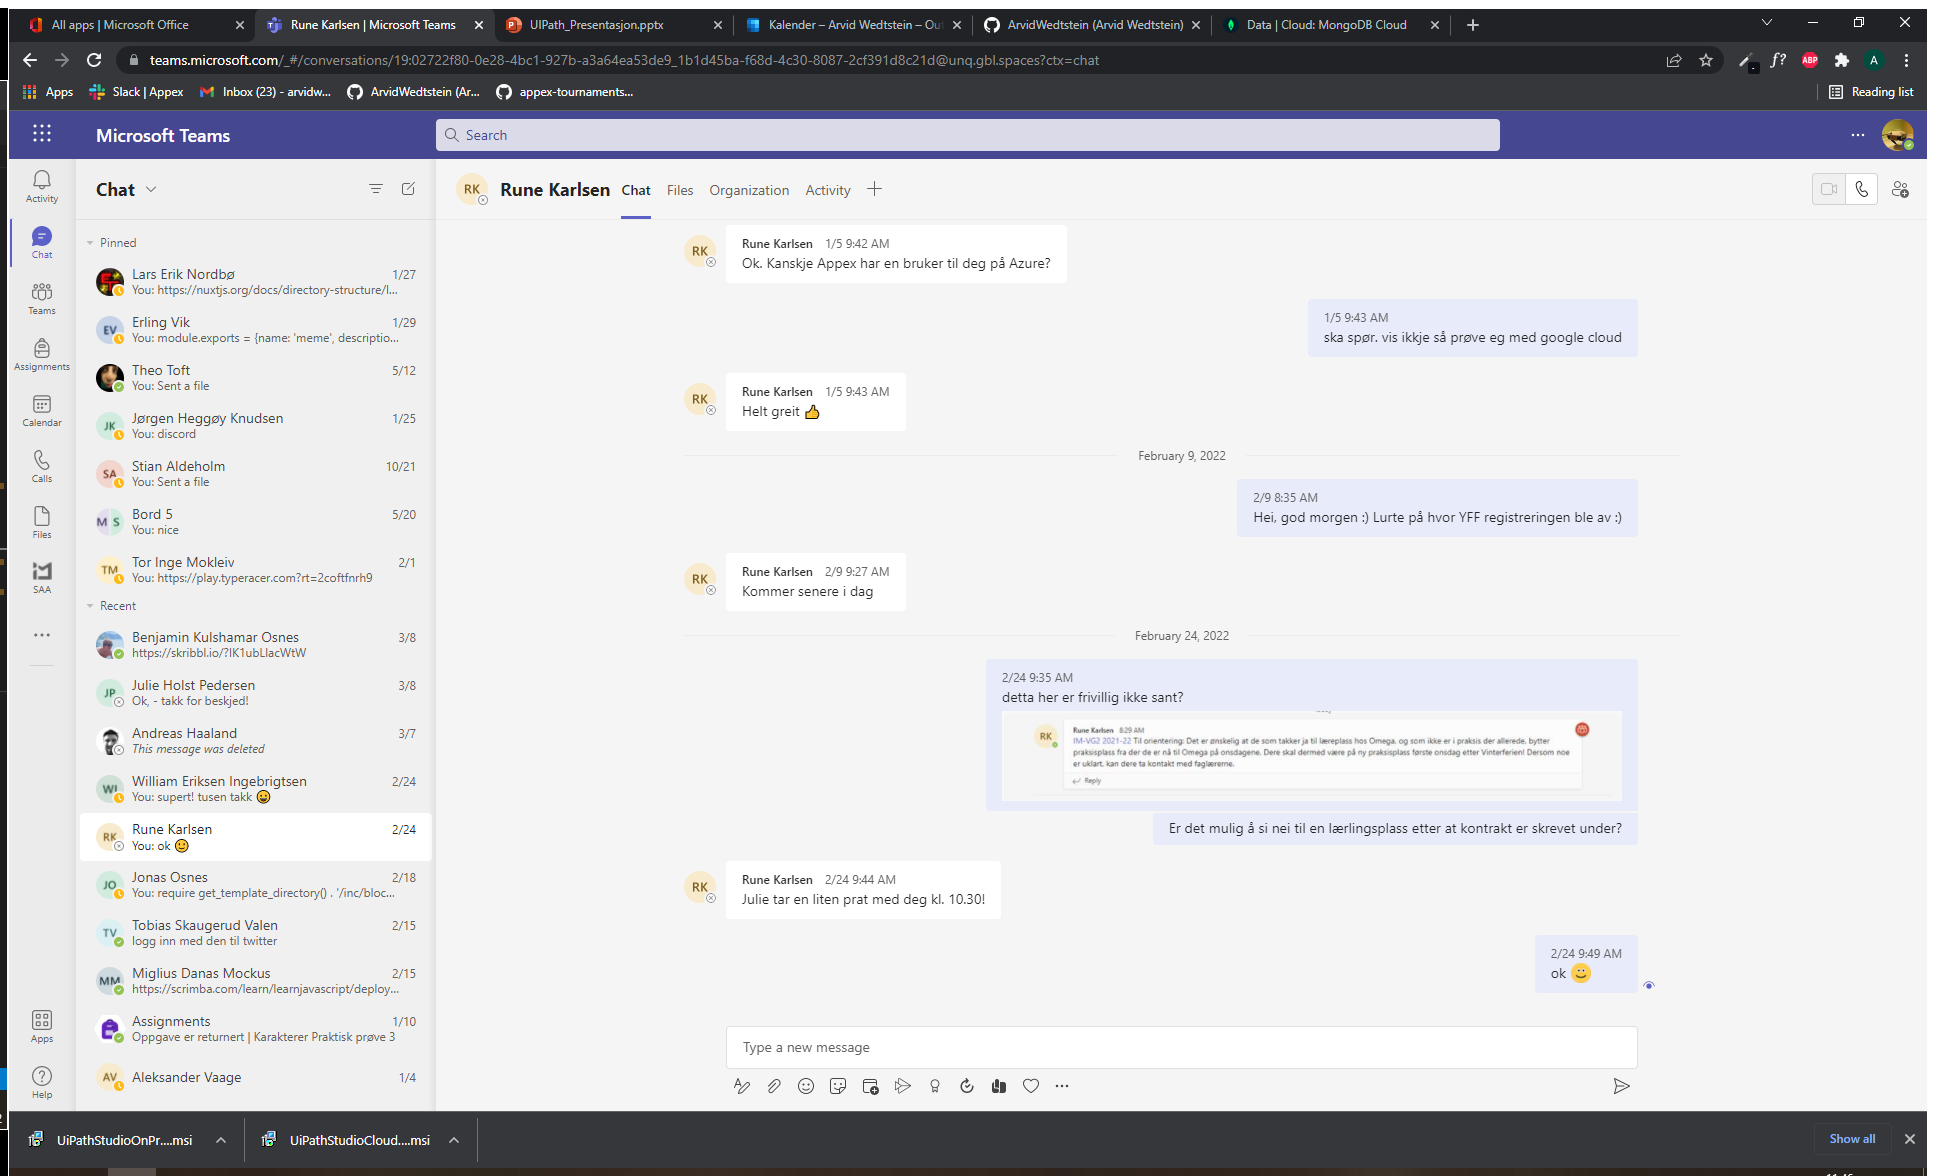 All apps | Microsoft Office
Rune Karlsen | Microsoft Teams
UIPath_Presentasjon.pptx
Kalender – Arvid Wedtstein – Ou
ArvidWedtstein (Arvid Wedtstein)
Data | Cloud: MongoDB Cloud
teams.microsoft.com/_#/conversations/19:02722f80-0e28-4bc1-927b-a3a64ea53de9_1b1d45ba-f68d-4c30-8087-2cf391d8c21d@unq.gbl.spaces?ctx=chat
f?
ABP
A
Apps
Slack | Appex
Inbox (23) - arvidw...
ArvidWedtstein (Ar...
appex-tournaments...
Reading list
Microsoft Teams
Search
Activity
Chat
Teams
Assignments
Calendar
Calls
Files
SAA
Apps
Help
Chat
Pinned
Lars Erik Nordbø 1/27
You: https://nuxtjs.org/docs/directory-structure/l...
EV
Erling Vik 1/29
You: module.exports = {name: 'meme', descriptio...
Theo Toft 5/12
You: Sent a file
JK
Jørgen Heggøy Knudsen 1/25
You: discord
SA
Stian Aldeholm 10/21
You: Sent a file
M S
Bord 5 5/20
You: nice
TM
Tor Inge Mokleiv 2/1
You: https://play.typeracer.com?rt=2coftfnrh9
Recent
Benjamin Kulshamar Osnes 3/8
https://skribbl.io/?IK1ubLlacWtW
JP
Julie Holst Pedersen 3/8
Ok, - takk for beskjed!
Andreas Haaland 3/7
This message was deleted
WI
William Eriksen Ingebrigtsen 2/24
You: supert! tusen takk 😀
RK
Rune Karlsen 2/24
You: ok 🙂
JO
Jonas Osnes 2/18
You: require get_template_directory() . '/inc/bloc...
TV
Tobias Skaugerud Valen 2/15
logg inn med den til twitter
MM
Miglius Danas Mockus 2/15
https://scrimba.com/learn/learnjavascript/deploy...
Assignments 1/10
Oppgave er returnert | Karakterer Praktisk prøve 3
AV
Aleksander Vaage 1/4
RK
Rune Karlsen
Chat
Files
Organization
Activity
RK
Rune Karlsen 1/5 9:42 AM
Ok. Kanskje Appex har en bruker til deg på Azure?
1/5 9:43 AM
ska spør. vis ikkje så prøve eg med google cloud
RK
Rune Karlsen 1/5 9:43 AM
Helt greit 👍
February 9, 2022
2/9 8:35 AM
Hei, god morgen :) Lurte på hvor YFF registreringen ble av :)
RK
Rune Karlsen 2/9 9:27 AM
Kommer senere i dag
February 24, 2022
2/24 9:35 AM
detta her er frivillig ikke sant?
RK
Rune Karlsen 8:29 AM
IM-VG2 2021-22 Til orientering: Det er ønskelig at de som takker ja til læreplass hos Omega, og som ikke er i praksis der allerede, bytter
praksisplass fra der de er nå til Omega på onsdagene. Dere skal dermed være på ny praksisplass første onsdag etter Vinterferien! Dersom noe
er uklart, kan dere ta kontakt med faglærerne.
Reply
Er det mulig å si nei til en lærlingsplass etter at kontrakt er skrevet under?
RK
Rune Karlsen 2/24 9:44 AM
Julie tar en liten prat med deg kl. 10.30!
2/24 9:49 AM
ok 🙂
Type a new message
UiPathStudioOnPr....msi
UiPathStudioCloud....msi
Show all